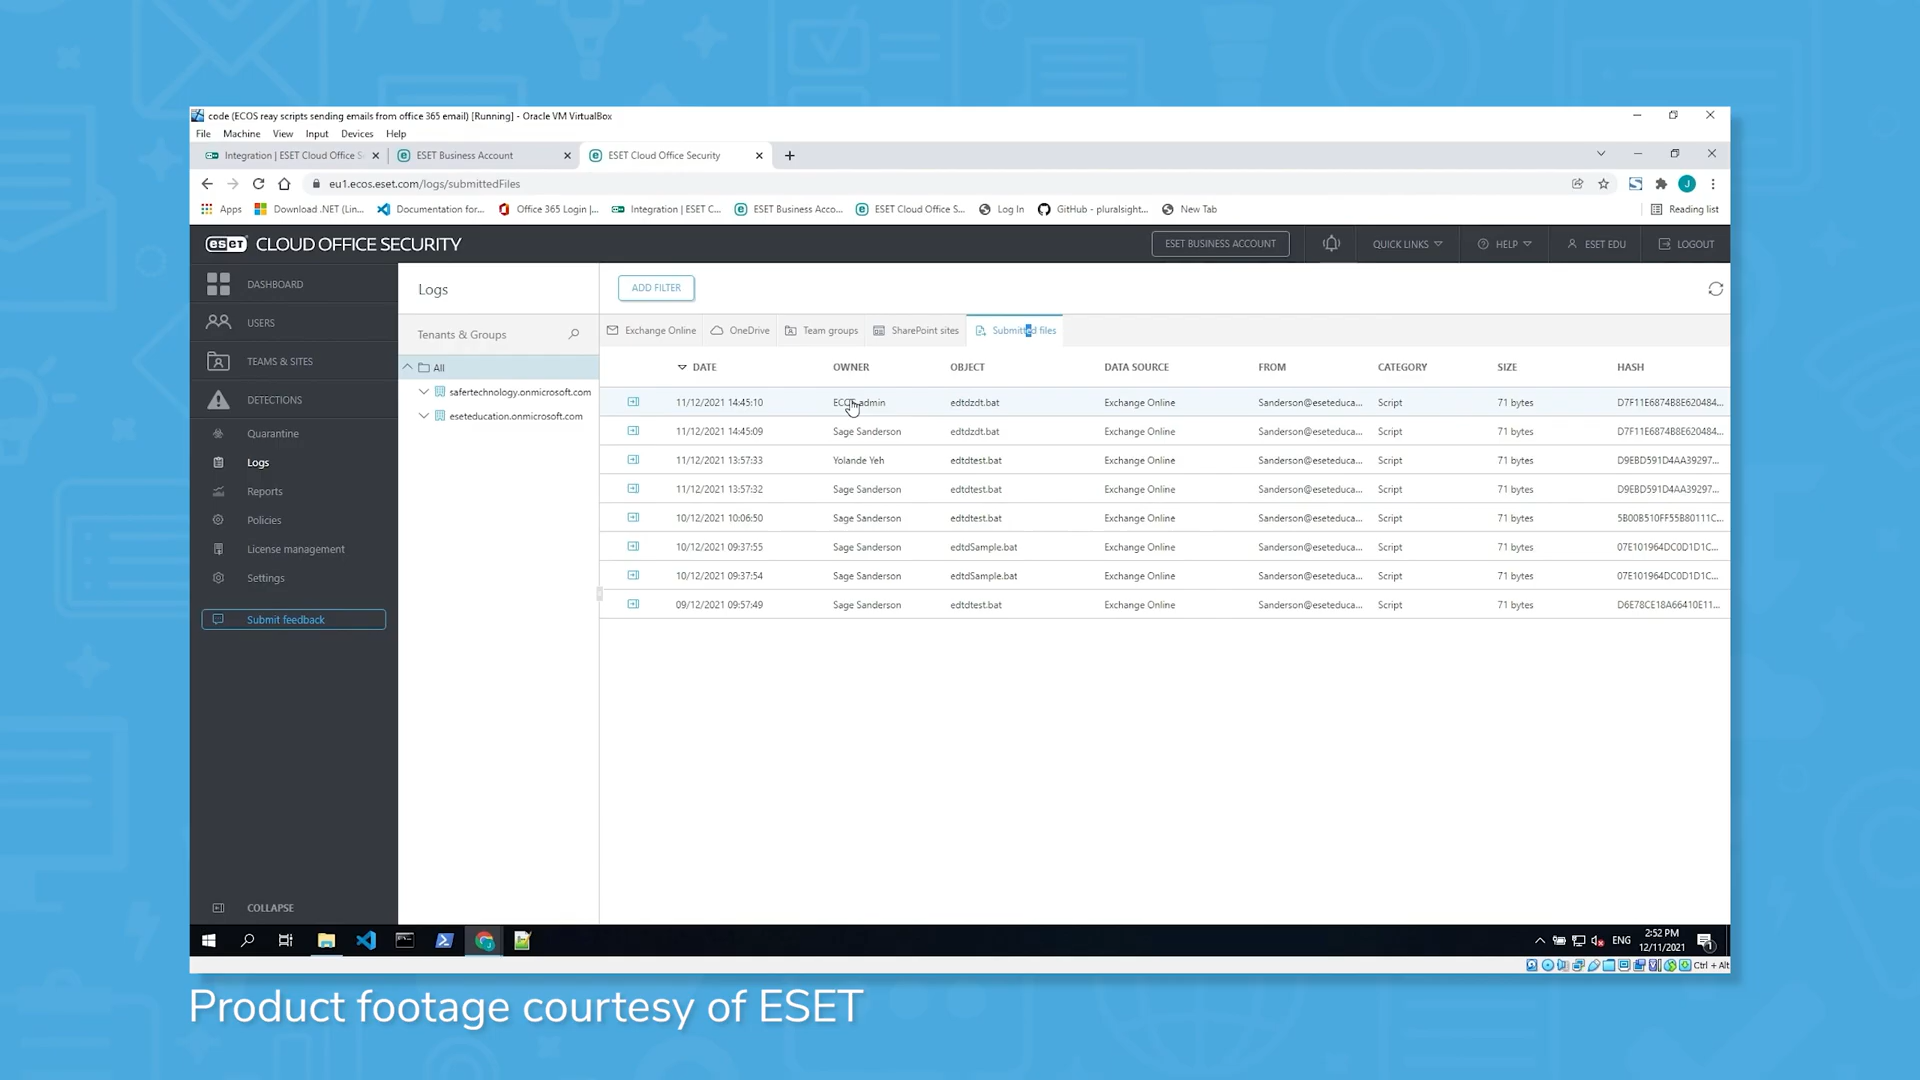 code (ECOS reay scripts sending emails from office 365 email) [Running] - Oracle VM VirtualBox
File Machine View Input Devices Help
Integration | ESET Cloud Office S ESET Business Account ESET Cloud Office Security
eu1.ecos.eset.com/logs/submittedFiles
Apps Download .NET (Lin... Documentation for... Office 365 Login |... Integration | ESET C... ESET Business Acco... ESET Cloud Office S... Log In GitHub - pluralsight... New Tab Reading list
eseT CLOUD OFFICE SECURITY ESET BUSINESS ACCOUNT QUICK LINKS HELP ESET EDU LOGOUT
DASHBOARD
USERS
TEAMS & SITES
DETECTIONS
Quarantine
Logs
Reports
Policies
License management
Settings
Submit feedback
COLLAPSE
Logs
Tenants & Groups
All
safertechnology.onmicrosoft.com
eseteducation.onmicrosoft.com
ADD FILTER
Exchange Online OneDrive Team groups SharePoint sites Submitted files
DATE OWNER OBJECT DATA SOURCE FROM CATEGORY SIZE HASH
11/12/2021 14:45:10 ECOS admin edtdzdt.bat Exchange Online Sanderson@eseteduca... Script 71 bytes D7F11E6874B8E620484...
11/12/2021 14:45:09 Sage Sanderson edtdzdt.bat Exchange Online Sanderson@eseteduca... Script 71 bytes D7F11E6874B8E620484...
11/12/2021 13:57:33 Yolande Yeh edtdtest.bat Exchange Online Sanderson@eseteduca... Script 71 bytes D9EBD591D4AA39297...
11/12/2021 13:57:32 Sage Sanderson edtdtest.bat Exchange Online Sanderson@eseteduca... Script 71 bytes D9EBD591D4AA39297...
10/12/2021 10:06:50 Sage Sanderson edtdtest.bat Exchange Online Sanderson@eseteduca... Script 71 bytes 5B00B510FF55B80111C...
10/12/2021 09:37:55 Sage Sanderson edtdSample.bat Exchange Online Sanderson@eseteduca... Script 71 bytes 07E101964DC0D1D1C...
10/12/2021 09:37:54 Sage Sanderson edtdSample.bat Exchange Online Sanderson@eseteduca... Script 71 bytes 07E101964DC0D1D1C...
09/12/2021 09:57:49 Sage Sanderson edtdtest.bat Exchange Online Sanderson@eseteduca... Script 71 bytes D6E78CE18A66410E11...
ENG 2:52 PM
12/11/2021
Ctrl + Alt
Product footage courtesy of ESET